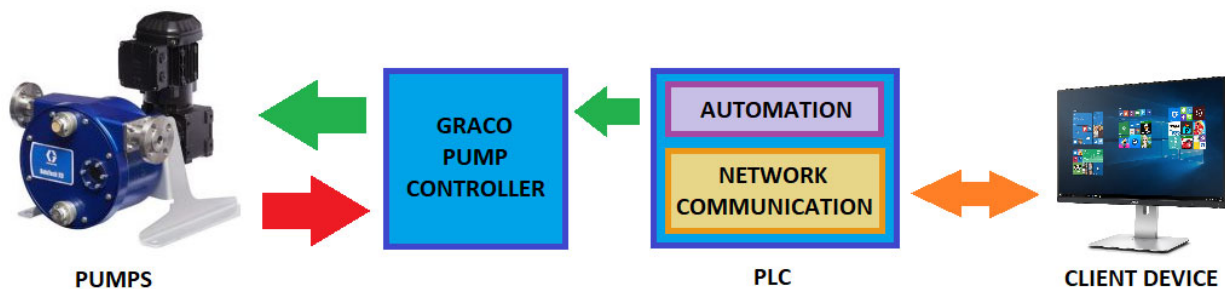 GRACO
PUMP
CONTROLLER
AUTOMATION
NETWORK
COMMUNICATION
PUMPS
PLC
CLIENT DEVICE